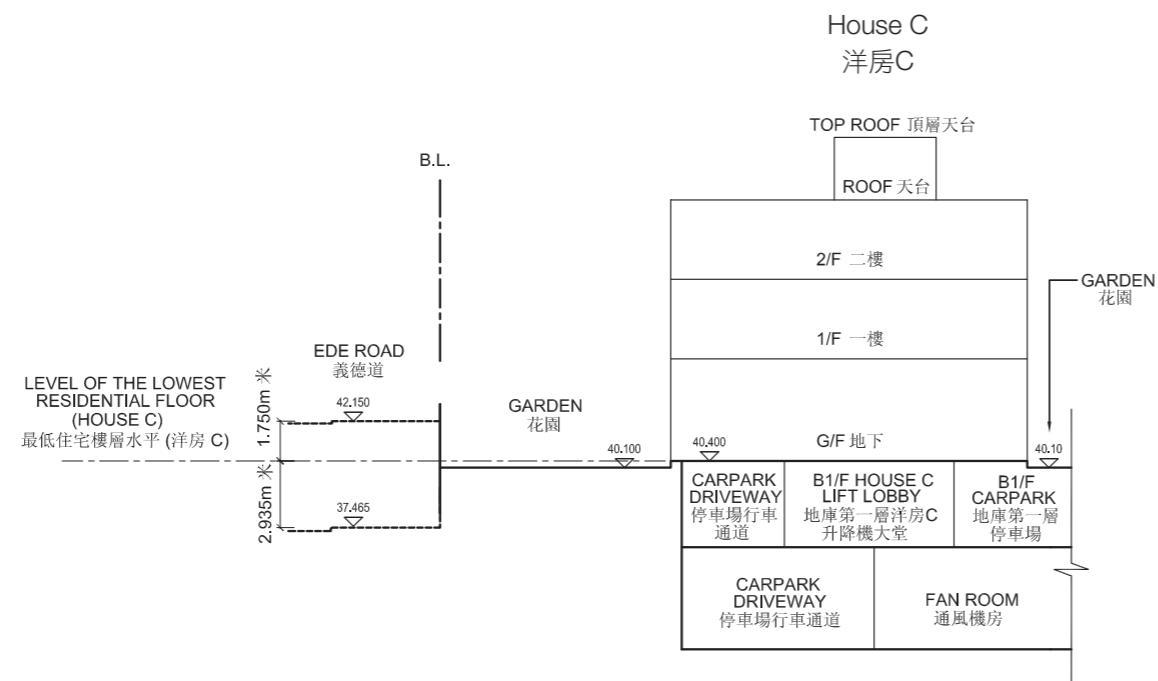 House C
洋房C
TOP ROOF 頂層天台
B.L.
ROOF 天台
2/F 二樓
GARDEN
花園
1/F 一樓
EDE ROAD
義德道
LEVEL OF THE LOWEST
RESIDENTIAL FLOOR
(HOUSE C)
最低住宅樓層水平 (洋房 C)
1.750m 米
42.150
GARDEN
花園
40.100
40.400
G/F 地下
40.10
2.935m 米
37.465
CARPARK
DRIVEWAY
停車場行車
通道
B1/F HOUSE C
LIFT LOBBY
地庫第一層洋房C
升降機大堂
B1/F
CARPARK
地庫第一層
停車場
CARPARK
DRIVEWAY
停車場行車通道
FAN ROOM
通風機房